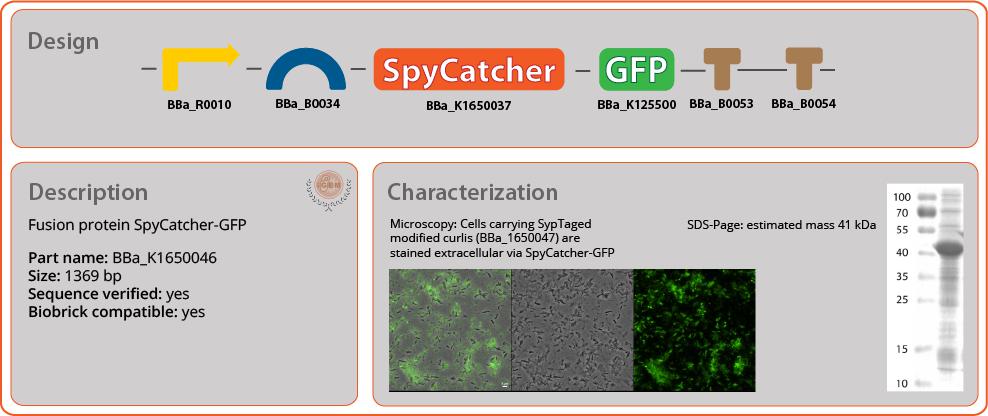 Design
SpyCatcher
GFP
BBa_R0010
BBa_B0034
BBa_K1650037
BBa_K125500
BBa_B0053
BBa_B0054
Description
Fusion protein SpyCatcher-GFP
Part name: BBa_K1650046
Size: 1369 bp
Sequence verified: yes
Biobrick compatible: yes
Characterization
Microscopy: Cells carrying SypTaged
modified curlis (BBa_1650047) are
stained extracellular via SpyCatcher-GFP
SDS-Page: estimated mass 41 kDa
100
70
55
40
35
25
15
10